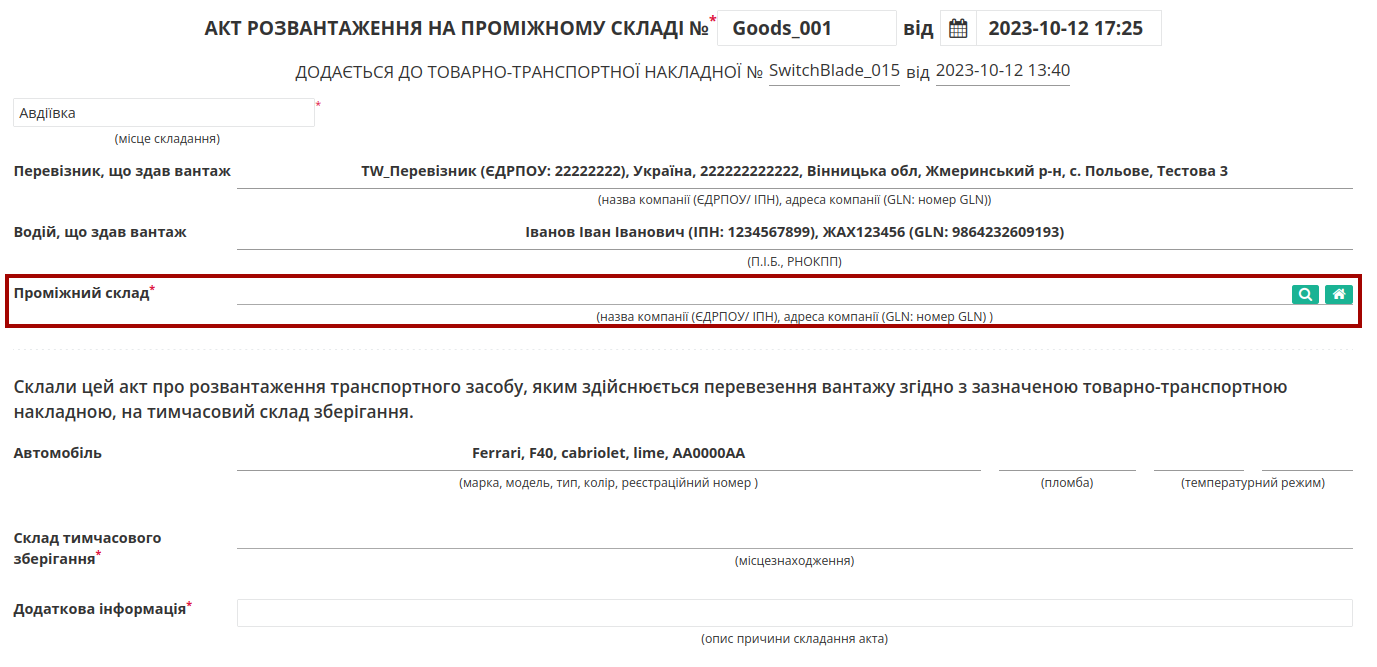 АКТ РОЗВАНТАЖЕННЯ НА ПРОМІЖНОМУ СКЛАДІ №* Goods_001 від 2023-10-12 17:25
ДОДАЄТЬСЯ ДО ТОВАРНО-ТРАНСПОРТНОЇ НАКЛАДНОЇ № SwitchBlade_015 від 2023-10-12 13:40
Авдіївка *
(місце складання)
Перевізник, що здав вантаж TW_Перевізник (ЄДРПОУ: 22222222), Україна, 222222222222, Вінницька обл, Жмеринський р-н, с. Польове, Тестова 3
(назва компанії (ЄДРПОУ/ ІПН), адреса компанії (GLN: номер GLN))
Водій, що здав вантаж Іванов Іван Іванович (ІПН: 1234567899), ЖАХ123456 (GLN: 9864232609193)
(П.І.Б., РНОКПП)
Проміжний склад*
(назва компанії (ЄДРПОУ/ ІПН), адреса компанії (GLN: номер GLN) )
Склали цей акт про розвантаження транспортного засобу, яким здійснюється перевезення вантажу згідно з зазначеною товарно-транспортною
накладною, на тимчасовий склад зберігання.
Автомобіль Ferrari, F40, cabriolet, lime, AA0000AA
(марка, модель, тип, колір, реєстраційний номер ) (пломба) (температурний режим)
Склад тимчасового
зберігання*
(місцезнаходження)
Додаткова інформація*
(опис причини складання акта)